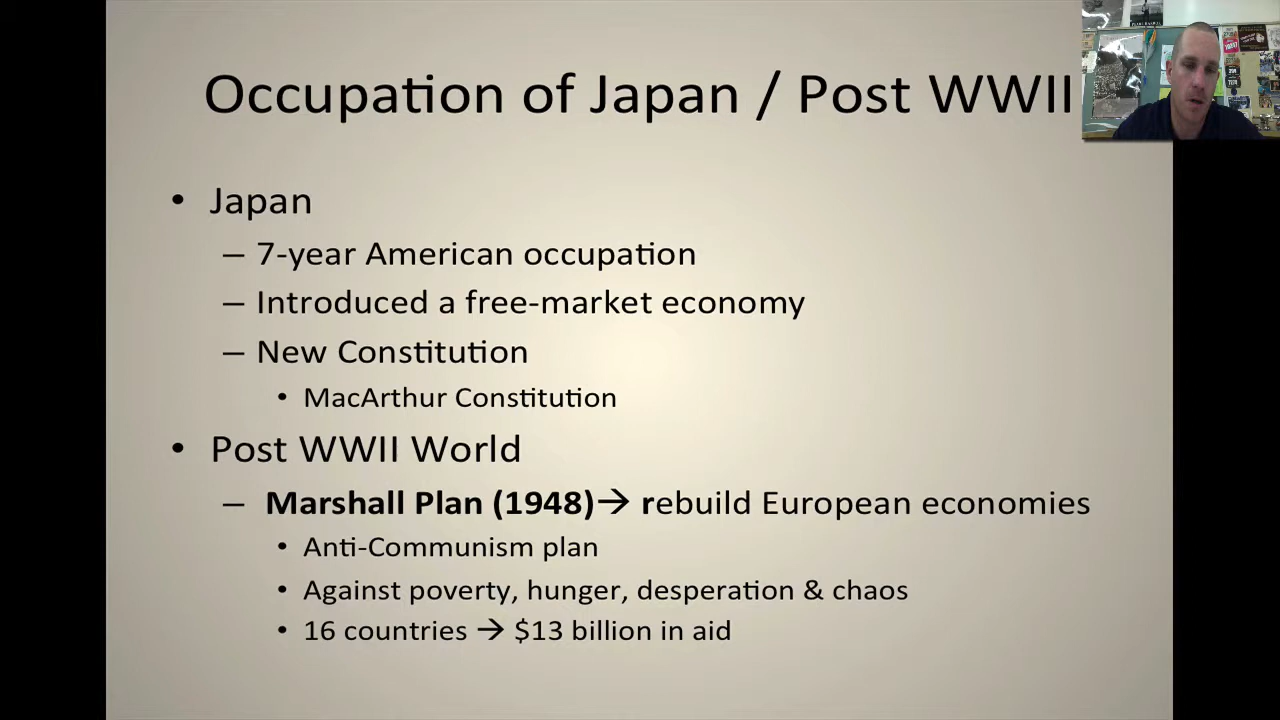 Occupation of Japan / Post WWII
• Japan
– 7-year American occupation
– Introduced a free-market economy
– New Constitution
• MacArthur Constitution
• Post WWII World
– Marshall Plan (1948)→ rebuild European economies
• Anti-Communism plan
• Against poverty, hunger, desperation & chaos
• 16 countries → $13 billion in aid